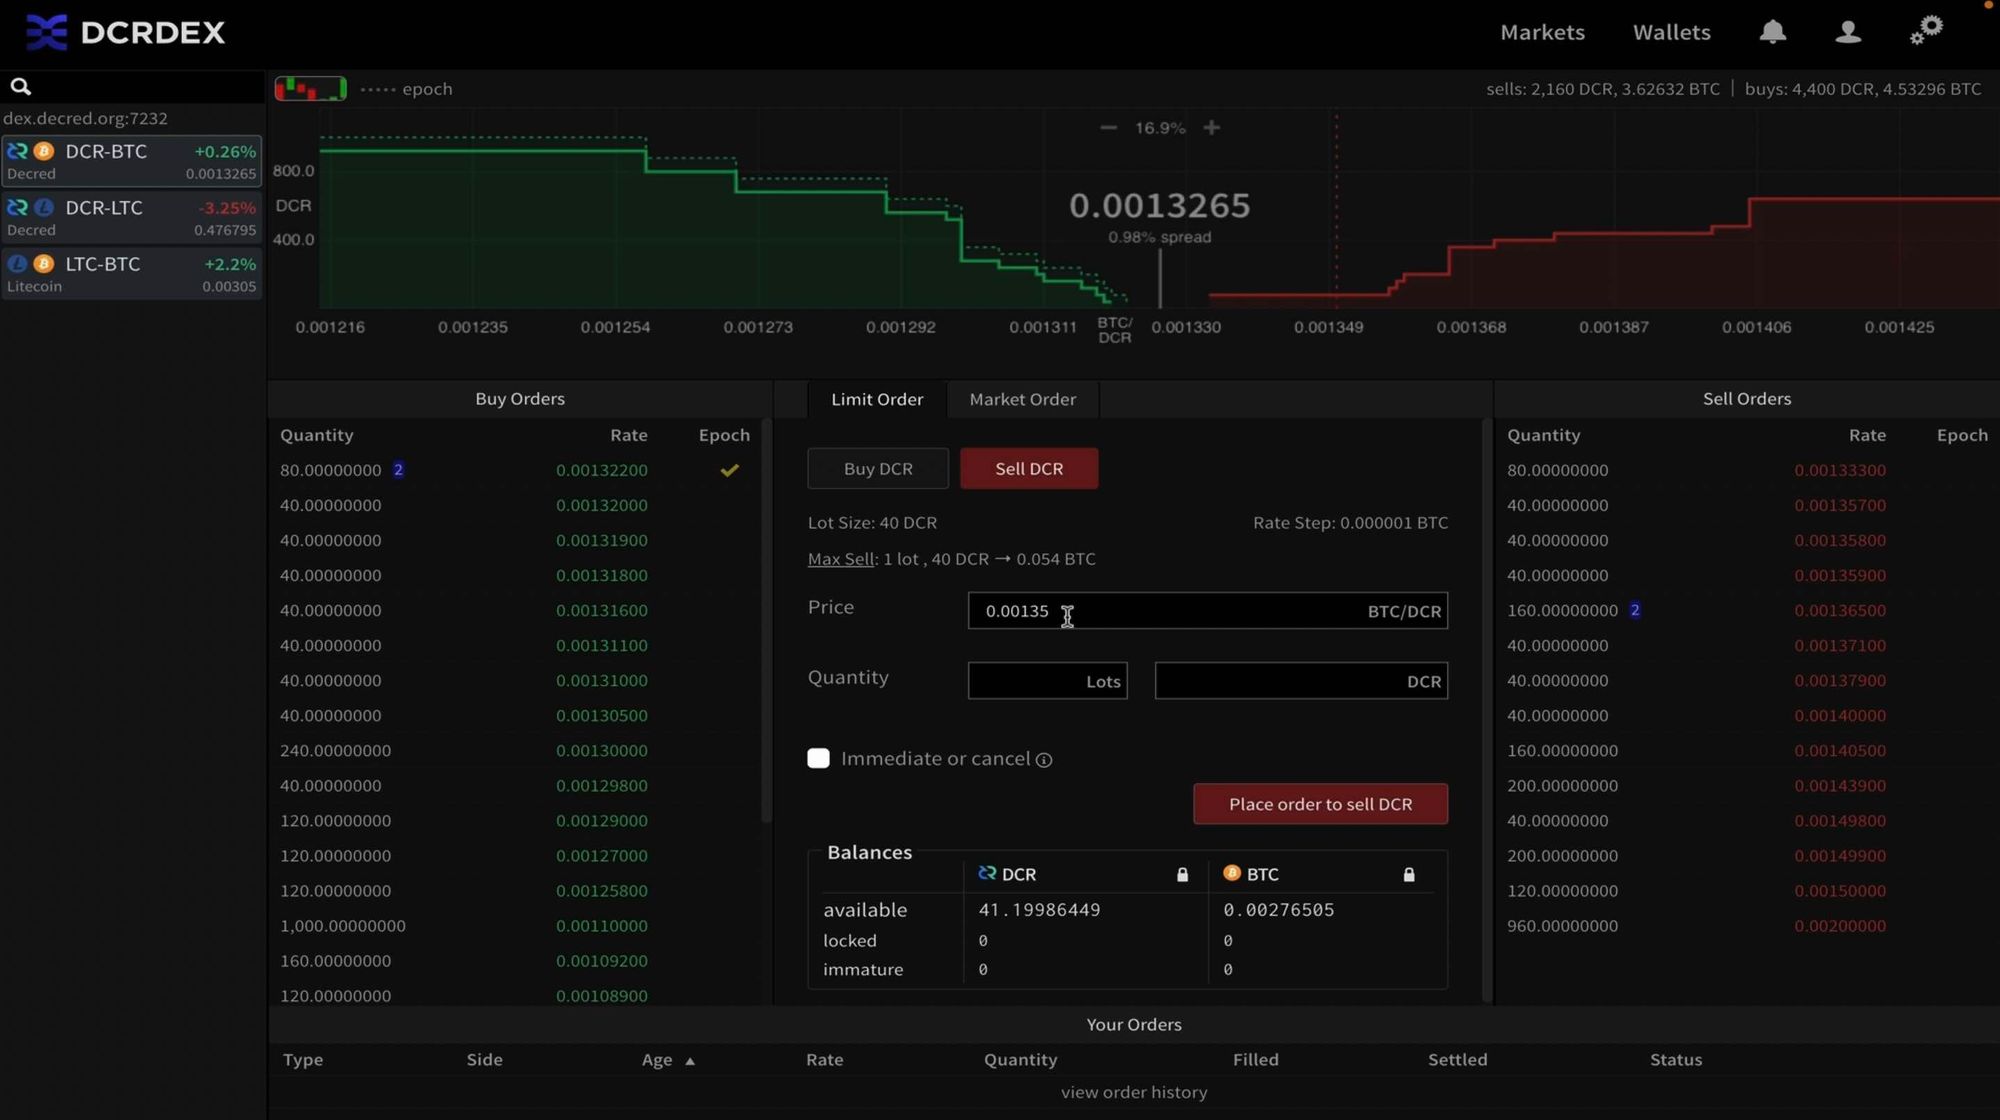 DCRDEX
Markets Wallets
dex.decred.org:7232
DCR-BTC +0.26%
Decred 0.0013265
DCR-LTC -3.25%
Decred 0.476795
LTC-BTC +2.2%
Litecoin 0.00305
epoch
sells: 2,160 DCR, 3.62632 BTC | buys: 4,400 DCR, 4.53296 BTC
16.9%
800.0
DCR
400.0
0.0013265
0.98% spread
0.001216 0.001235 0.001254 0.001273 0.001292 0.001311 BTC/ DCR 0.001330 0.001349 0.001368 0.001387 0.001406 0.001425
Buy Orders
Quantity Rate Epoch
80.00000000 2 0.00132200
40.00000000 0.00132000
40.00000000 0.00131900
40.00000000 0.00131800
40.00000000 0.00131600
40.00000000 0.00131100
40.00000000 0.00131000
40.00000000 0.00130500
240.00000000 0.00130000
40.00000000 0.00129800
120.00000000 0.00129000
120.00000000 0.00127000
120.00000000 0.00125800
1,000.00000000 0.00110000
160.00000000 0.00109200
120.00000000 0.00108900
Limit Order Market Order
Buy DCR Sell DCR
Lot Size: 40 DCR Rate Step: 0.000001 BTC
Max Sell: 1 lot , 40 DCR → 0.054 BTC
Price 0.00135 BTC/DCR
Quantity Lots DCR
Immediate or cancel
Place order to sell DCR
Balances
DCR BTC
available 41.19986449 0.00276505
locked 0 0
immature 0 0
Sell Orders
Quantity Rate Epoch
80.00000000 0.00133300
40.00000000 0.00135700
40.00000000 0.00135800
40.00000000 0.00135900
160.00000000 2 0.00136500
40.00000000 0.00137100
40.00000000 0.00137900
40.00000000 0.00140000
160.00000000 0.00140500
200.00000000 0.00143900
40.00000000 0.00149800
200.00000000 0.00149900
120.00000000 0.00150000
960.00000000 0.00200000
Your Orders
Type Side Age Rate Quantity Filled Settled Status
view order history